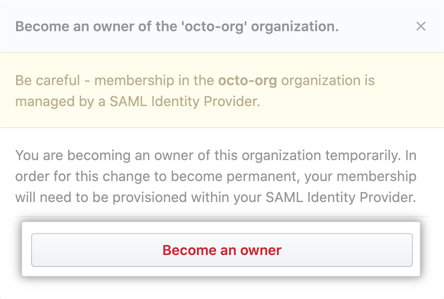 Become an owner of the 'octo-org' organization.
Be careful - membership in the octo-org organization is
managed by a SAML Identity Provider.
You are becoming an owner of this organization temporarily. In
order for this change to become permanent, your membership
will need to be provisioned within your SAML Identity Provider.
Become an owner